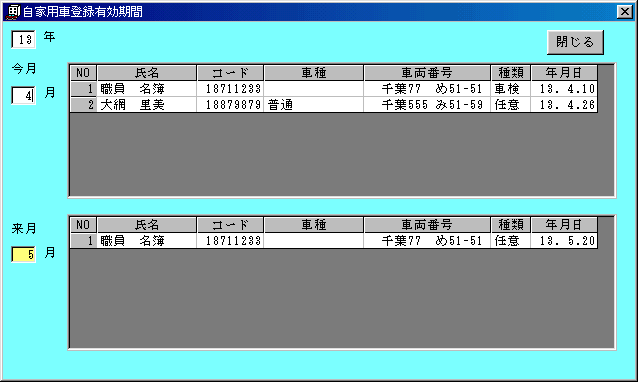 自家用車登録有効期間
13 年
閉じる
今月
4 月
NO 氏名 コード 車種 車両番号 種類 年月日
1 職員 名簿 18711233 千葉77 め51-51 車検 13. 4.10
2 大網 里美 18879879 普通 千葉555 み51-59 任意 13. 4.26
来月
5 月
NO 氏名 コード 車種 車両番号 種類 年月日
1 職員 名簿 18711233 千葉77 め51-51 任意 13. 5.20